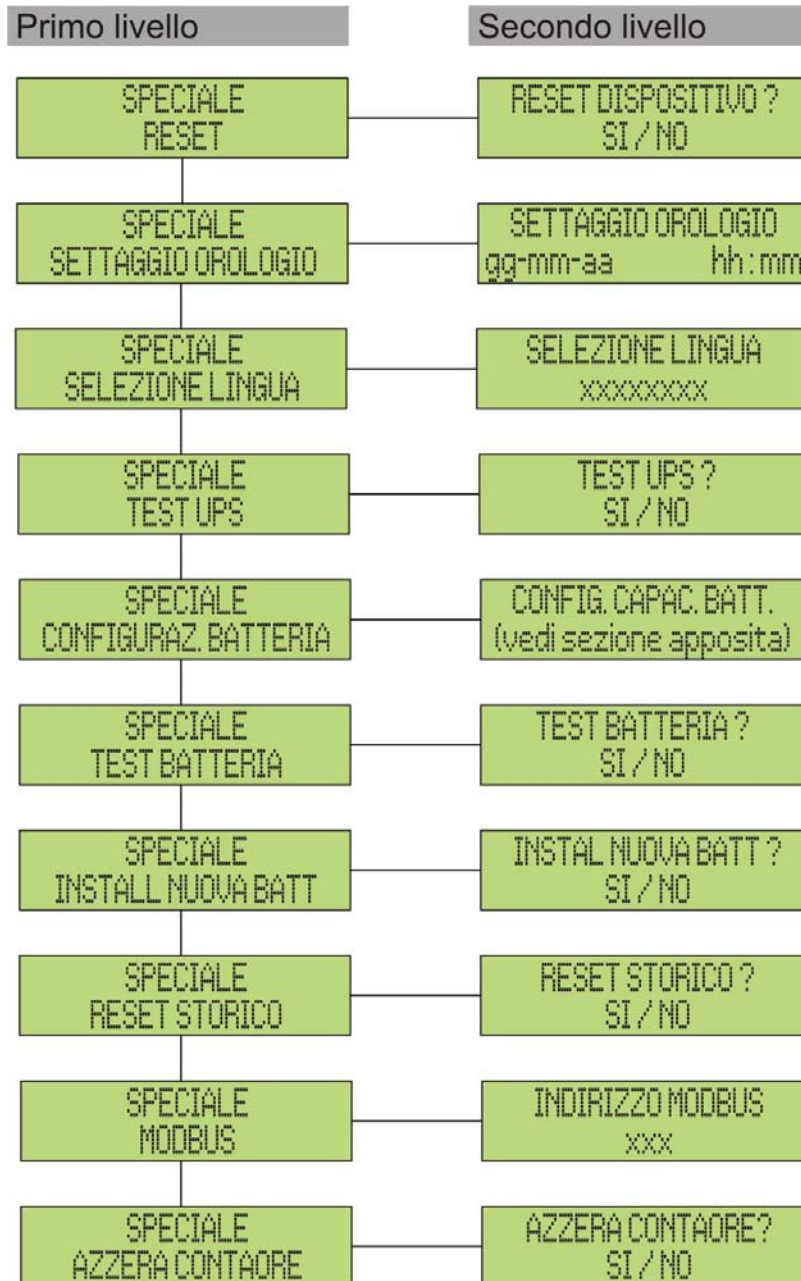 Primo livello
Secondo livello
SPECIALE
RESET
RESET DISPOSITIVO ?
SI / NO
SPECIALE
SETTAGGIO OROLOGIO
SETTAGGIO OROLOGIO
gg-mm-aa hh:mm
SPECIALE
SELEZIONE LINGUA
SELEZIONE LINGUA
xxxxxxxx
SPECIALE
TEST UPS
TEST UPS ?
SI / NO
SPECIALE
CONFIGURAZ. BATTERIA
CONFIG. CAPAC. BATT.
(vedi sezione apposita)
SPECIALE
TEST BATTERIA
TEST BATTERIA ?
SI / NO
SPECIALE
INSTALL NUOVA BATT
INSTAL NUOVA BATT ?
SI / NO
SPECIALE
RESET STORICO
RESET STORICO ?
SI / NO
SPECIALE
MODBUS
INDIRIZZO MODBUS
xxx
SPECIALE
AZZERA CONTAORE
AZZERA CONTAORE?
SI / NO